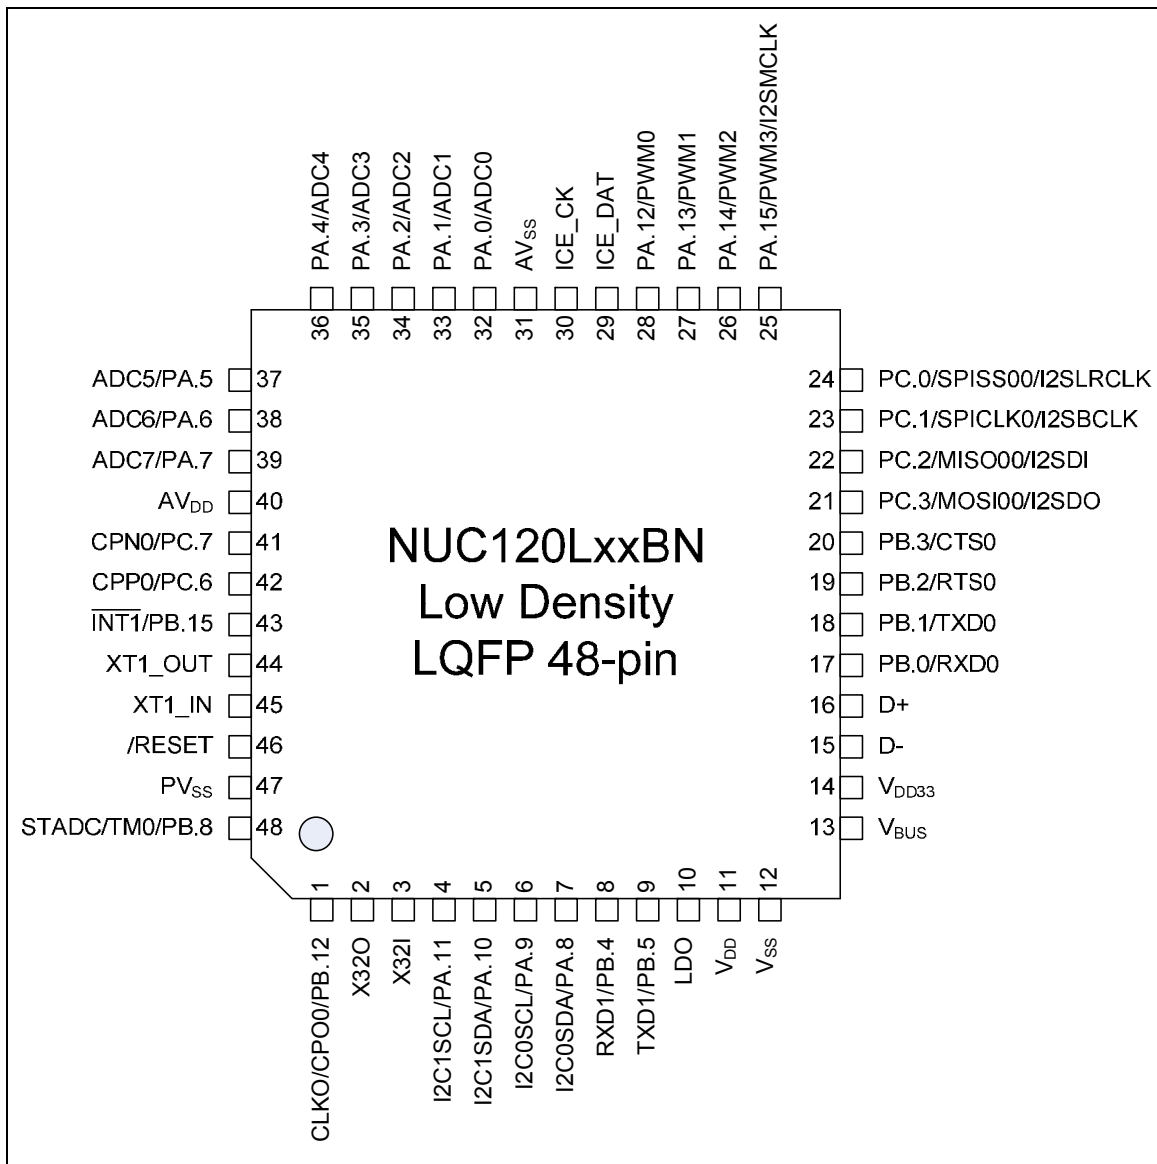 PA.4/ADC4
PA.3/ADC3
PA.2/ADC2
PA.1/ADC1
PA.0/ADC0
AVSS
ICE_CK
ICE_DAT
PA.12/PWM0
PA.13/PWM1
PA.14/PWM2
PA.15/PWM3/I2SMCLK
36
35
34
33
32
31
30
29
28
27
26
25
ADC5/PA.5 37
ADC6/PA.6 38
ADC7/PA.7 39
AVDD 40
CPN0/PC.7 41
CPP0/PC.6 42
INT1/PB.15 43
XT1_OUT 44
XT1_IN 45
/RESET 46
PVSS 47
STADC/TM0/PB.8 48
NUC120LxxBN
Low Density
LQFP 48-pin
24 PC.0/SPISS00/I2SLRCLK
23 PC.1/SPICLK0/I2SBCLK
22 PC.2/MISO00/I2SDI
21 PC.3/MOSI00/I2SDO
20 PB.3/CTS0
19 PB.2/RTS0
18 PB.1/TXD0
17 PB.0/RXD0
16 D+
15 D-
14 VDD33
13 VBUS
1
2
3
4
5
6
7
8
9
10
11
12
CLKO/CPO0/PB.12
X32O
X32I
I2C1SCL/PA.11
I2C1SDA/PA.10
I2C0SCL/PA.9
I2C0SDA/PA.8
RXD1/PB.4
TXD1/PB.5
LDO
VDD
VSS